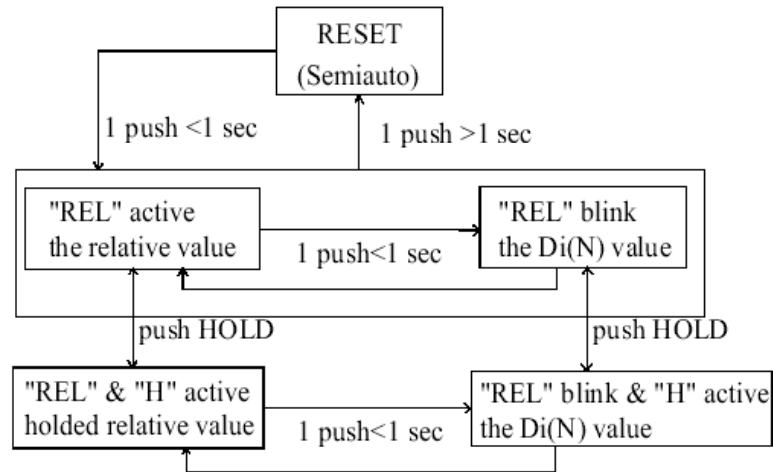 RESET
(Semiauto)
1 push <1 sec
1 push >1 sec
"REL" active
the relative value
1 push<1 sec
"REL" blink
the Di(N) value
push HOLD
push HOLD
"REL" & "H" active
holded relative value
1 push<1 sec
"REL" blink & "H" active
the Di(N) value